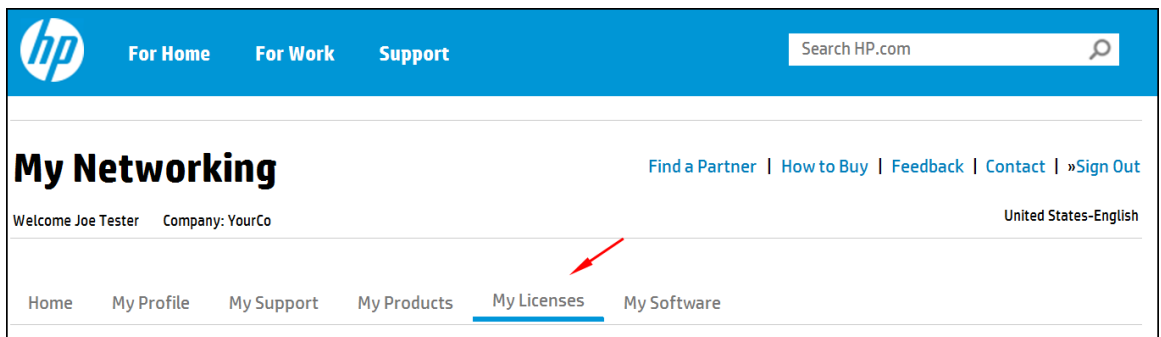 hp For Home For Work Support Search HP.com
My Networking
Find a Partner | How to Buy | Feedback | Contact | »Sign Out
Welcome Joe Tester Company: YourCo United States-English
Home My Profile My Support My Products My Licenses My Software